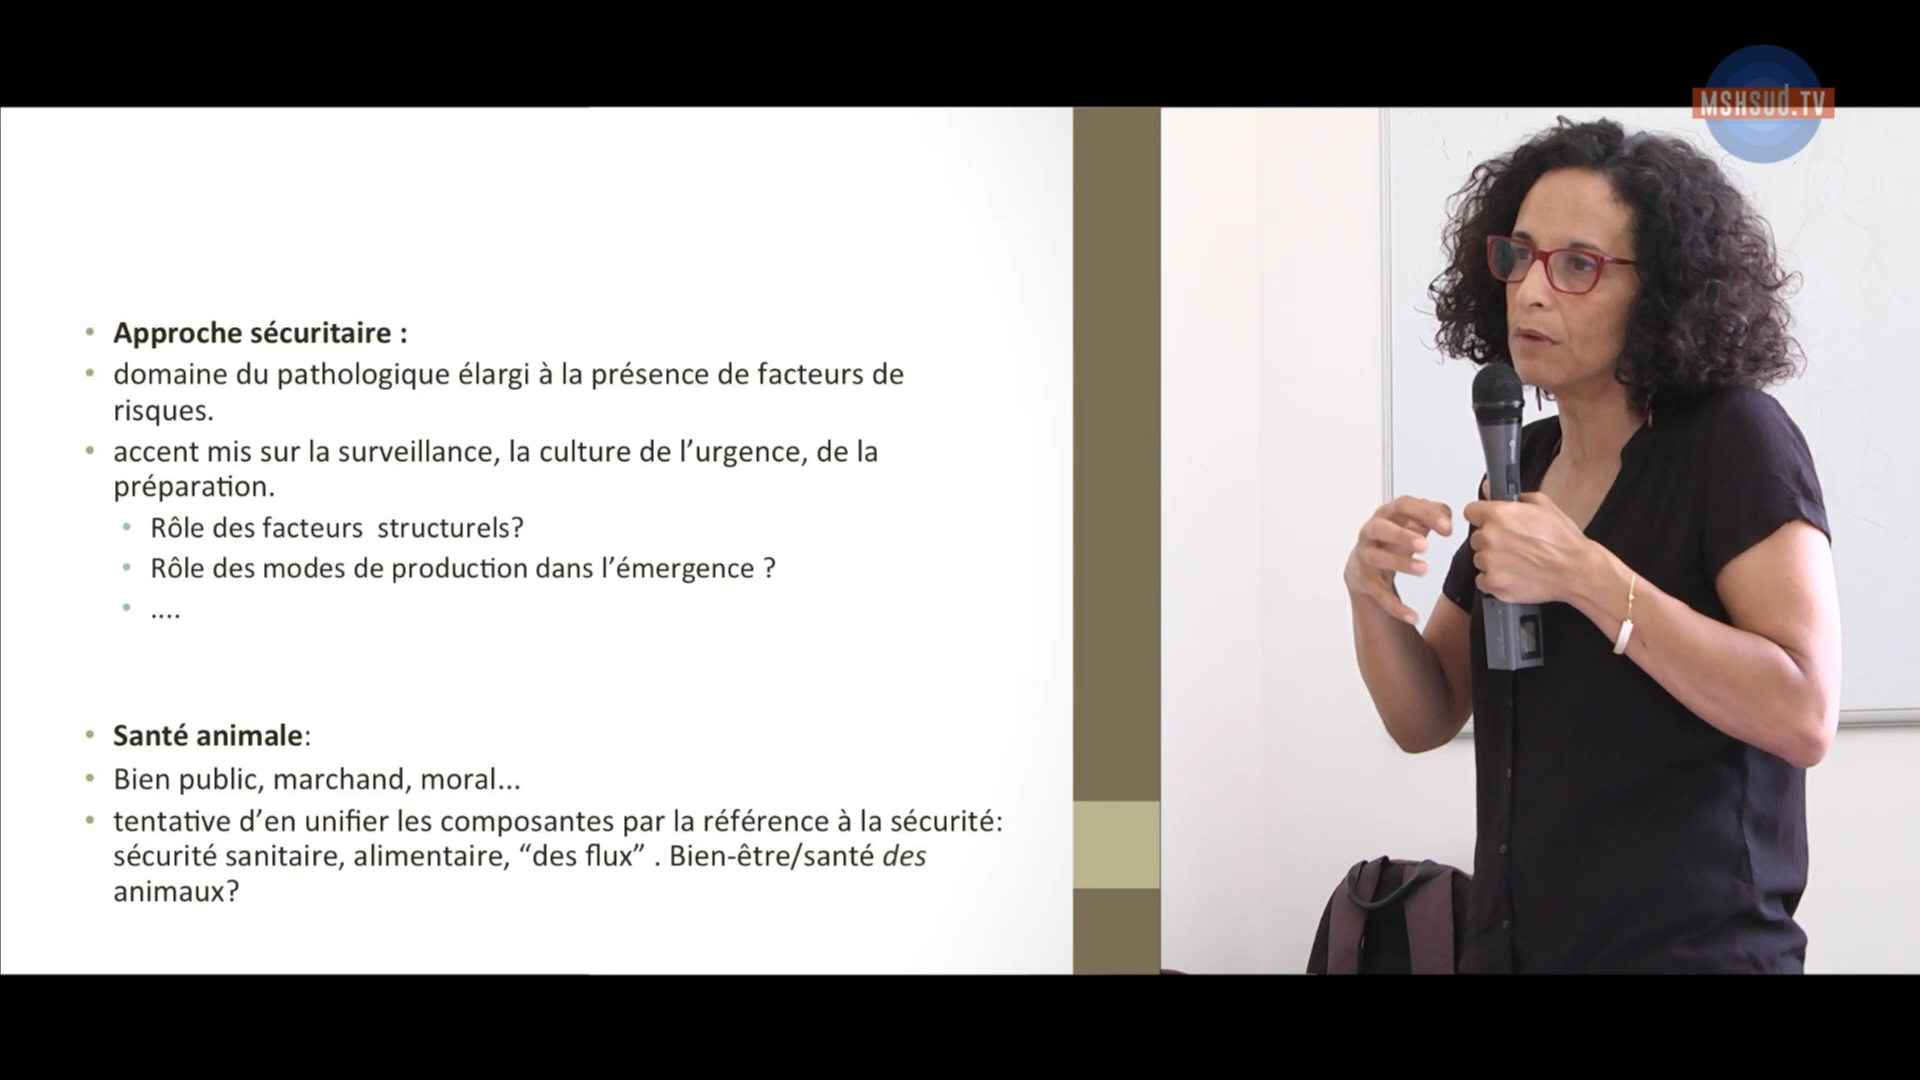 MSHSUD.TV
• Approche sécuritaire :
• domaine du pathologique élargi à la présence de facteurs de
risques.
• accent mis sur la surveillance, la culture de l’urgence, de la
préparation.
• Rôle des facteurs  structurels?
• Rôle des modes de production dans l’émergence ?
• ....
• Santé animale:
• Bien public, marchand, moral...
• tentative d’en unifier les composantes par la référence à la sécurité:
sécurité sanitaire, alimentaire, “des flux” . Bien-être/santé des
animaux?